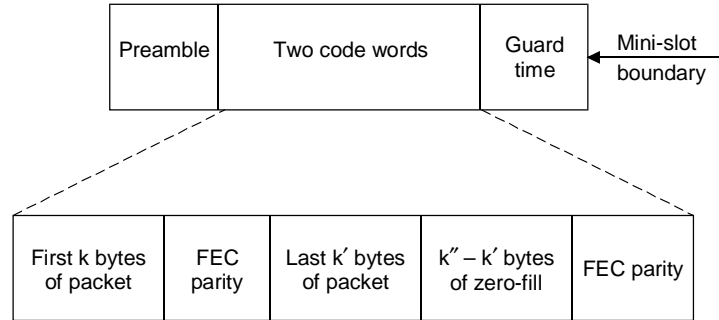 Preamble
Two code words
Guard
time
Mini-slot
boundary
First k bytes
of packet
FEC
parity
Last k′ bytes
of packet
k″ – k′ bytes
of zero-fill
FEC parity